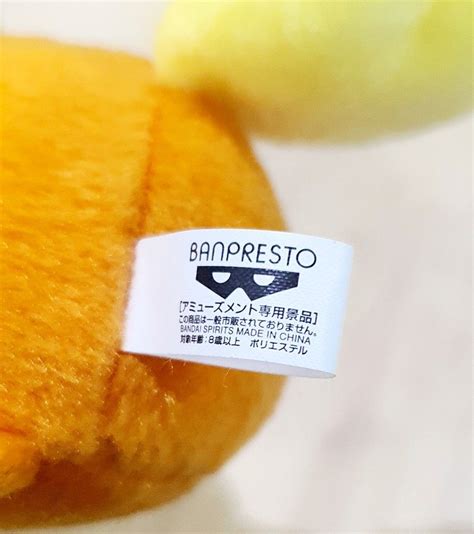 BANPRESTO
[アミューズメント専用景品]
この商品は一般市販されておりません。
BANDAI SPIRITS MADE IN CHINA
対象年齢:8歳以上 ポリエステル